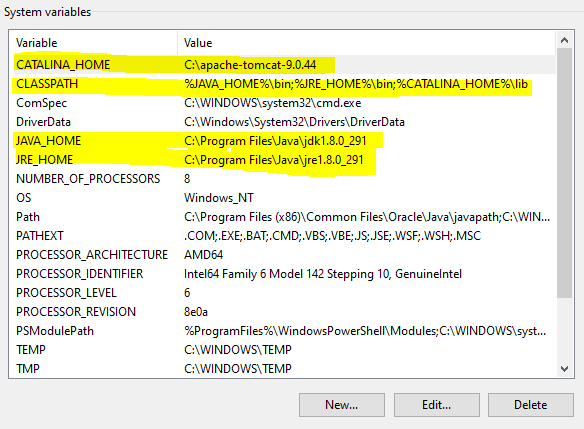 System variables
Variable Value
CATALINA_HOME C:\apache-tomcat-9.0.44
CLASSPATH %JAVA_HOME%\bin;%JRE_HOME%\bin;%CATALINA_HOME%\lib
ComSpec C:\WINDOWS\system32\cmd.exe
DriverData C:\Windows\System32\Drivers\DriverData
JAVA_HOME C:\Program Files\Java\jdk1.8.0_291
JRE_HOME C:\Program Files\Java\jre1.8.0_291
NUMBER_OF_PROCESSORS 8
OS Windows_NT
Path C:\Program Files (x86)\Common Files\Oracle\Java\javapath;C:\WIN...
PATHEXT .COM;.EXE;.BAT;.CMD;.VBS;.VBE;.JS;.JSE;.WSF;.WSH;.MSC
PROCESSOR_ARCHITECTURE AMD64
PROCESSOR_IDENTIFIER Intel64 Family 6 Model 142 Stepping 10, GenuineIntel
PROCESSOR_LEVEL 6
PROCESSOR_REVISION 8e0a
PSModulePath %ProgramFiles%\WindowsPowerShell\Modules;C:\WINDOWS\syst...
TEMP C:\WINDOWS\TEMP
TMP C:\WINDOWS\TEMP
New... Edit... Delete